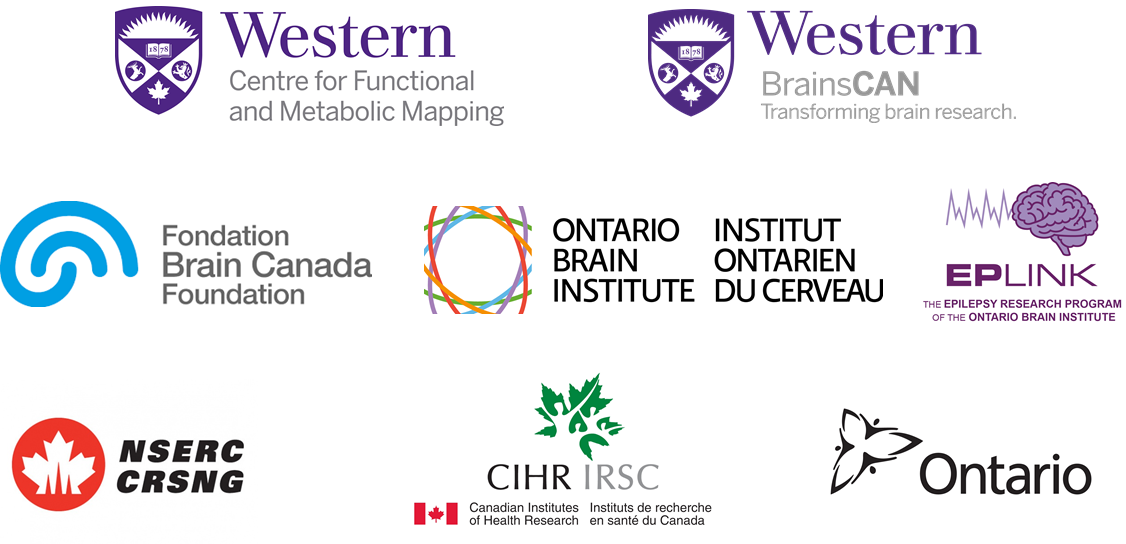 Western
Centre for Functional
and Metabolic Mapping
1878
Western
BrainsCAN
Transforming brain research.
1878
Fondation
Brain Canada
Foundation
ONTARIO
BRAIN
INSTITUTE
INSTITUT
ONTARIEN
DU CERVEAU
EPLINK
THE EPILEPSY RESEARCH PROGRAM
OF THE ONTARIO BRAIN INSTITUTE
NSERC
CRSNG
CIHR IRSC
Canadian Institutes
of Health Research
Instituts de recherche
en santé du Canada
Ontario